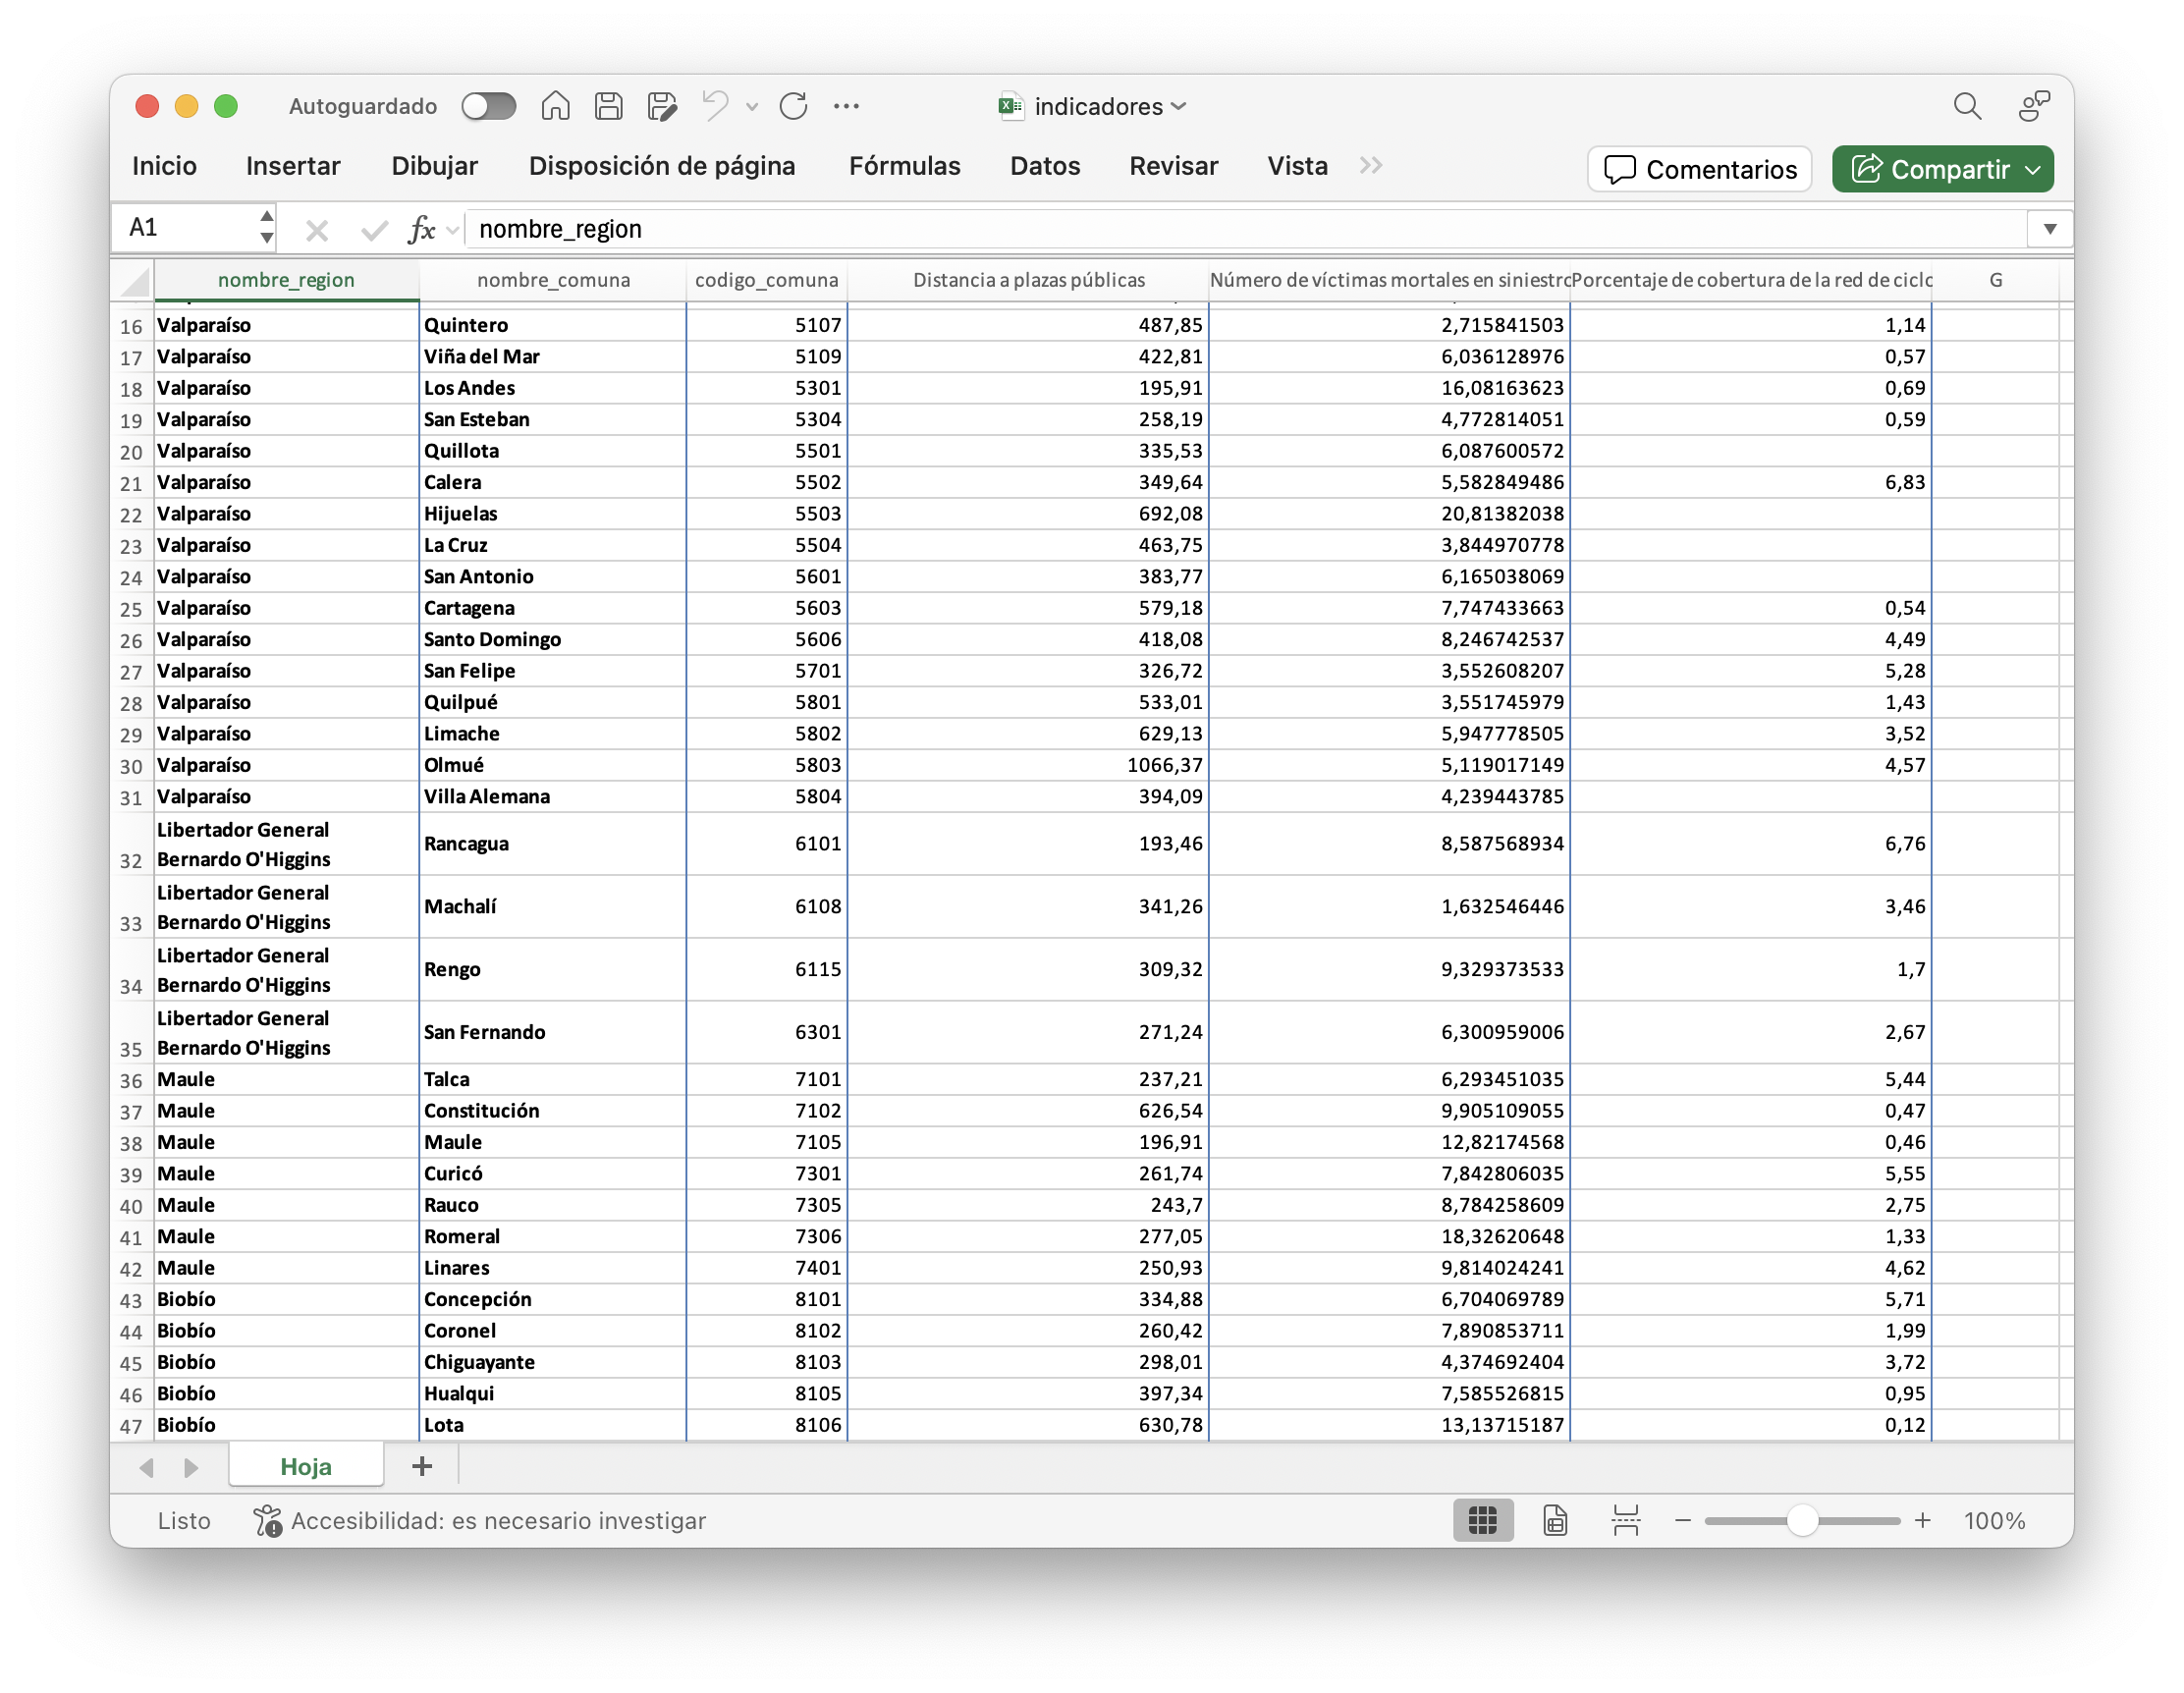 Autoguardado indicadores
Inicio Insertar Dibujar Disposición de página Fórmulas Datos Revisar Vista Comentarios Compartir
A1 fx nombre_region
nombre_region nombre_comuna codigo_comuna Distancia a plazas públicas Número de víctimas mortales en siniestro Porcentaje de cobertura de la red de ciclo G
16 Valparaíso Quintero 5107 487,85 2,715841503 1,14
17 Valparaíso Viña del Mar 5109 422,81 6,036128976 0,57
18 Valparaíso Los Andes 5301 195,91 16,08163623 0,69
19 Valparaíso San Esteban 5304 258,19 4,772814051 0,59
20 Valparaíso Quillota 5501 335,53 6,087600572
21 Valparaíso Calera 5502 349,64 5,582849486 6,83
22 Valparaíso Hijuelas 5503 692,08 20,81382038
23 Valparaíso La Cruz 5504 463,75 3,844970778
24 Valparaíso San Antonio 5601 383,77 6,165038069
25 Valparaíso Cartagena 5603 579,18 7,747433663 0,54
26 Valparaíso Santo Domingo 5606 418,08 8,246742537 4,49
27 Valparaíso San Felipe 5701 326,72 3,552608207 5,28
28 Valparaíso Quilpué 5801 533,01 3,551745979 1,43
29 Valparaíso Limache 5802 629,13 5,947778505 3,52
30 Valparaíso Olmué 5803 1066,37 5,119017149 4,57
31 Valparaíso Villa Alemana 5804 394,09 4,239443785
Libertador General
32 Bernardo O'Higgins Rancagua 6101 193,46 8,587568934 6,76
Libertador General
33 Bernardo O'Higgins Machalí 6108 341,26 1,632546446 3,46
Libertador General
34 Bernardo O'Higgins Rengo 6115 309,32 9,329373533 1,7
Libertador General
35 Bernardo O'Higgins San Fernando 6301 271,24 6,300959006 2,67
36 Maule Talca 7101 237,21 6,293451035 5,44
37 Maule Constitución 7102 626,54 9,905109055 0,47
38 Maule Maule 7105 196,91 12,82174568 0,46
39 Maule Curicó 7301 261,74 7,842806035 5,55
40 Maule Rauco 7305 243,7 8,784258609 2,75
41 Maule Romeral 7306 277,05 18,32620648 1,33
42 Maule Linares 7401 250,93 9,814024241 4,62
43 Biobío Concepción 8101 334,88 6,704069789 5,71
44 Biobío Coronel 8102 260,42 7,890853711 1,99
45 Biobío Chiguayante 8103 298,01 4,374692404 3,72
46 Biobío Hualqui 8105 397,34 7,585526815 0,95
47 Biobío Lota 8106 630,78 13,13715187 0,12
Hoja
Listo Accesibilidad: es necesario investigar 100%